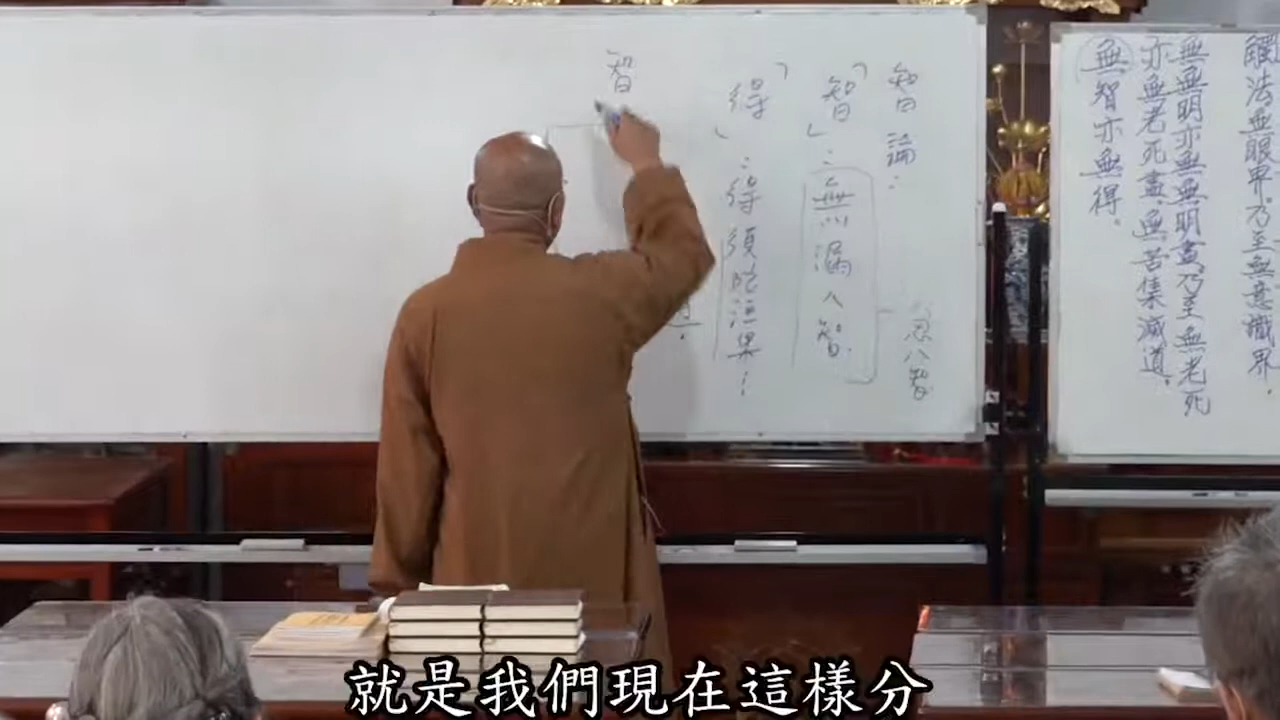 觸法無眼界乃至無意識界.
無無明亦無無明盡乃至無老死
亦無老死盡無苦集滅道.
無智亦無得.
智論:
「智」:無漏八智
八忍八智
「得」:得須陀洹果!
智
就是我們現在這樣分